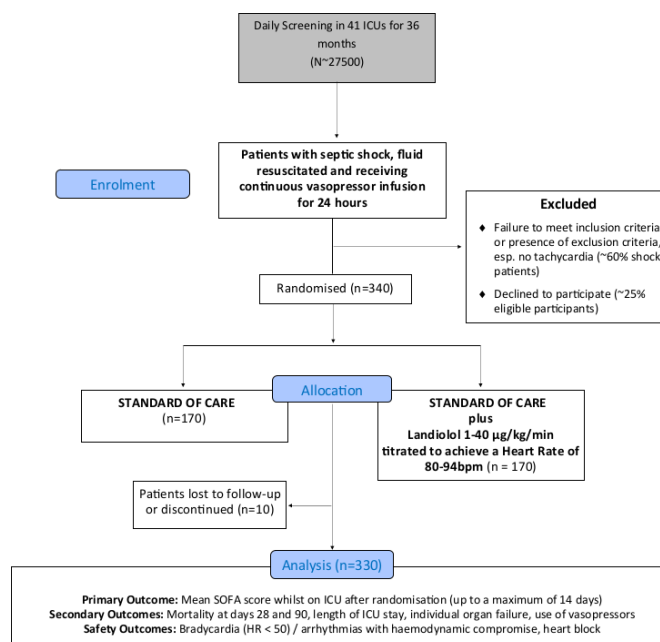 Daily Screening in 41 ICUs for 36
months
(N~27500)
Enrolment
Patients with septic shock, fluid
resuscitated and receiving
continuous vasopressor infusion
for 24 hours
Excluded
♦ Failure to meet inclusion criteria
or presence of exclusion criteria,
esp. no tachycardia (~60% shock
patients)
♦ Declined to participate (~25%
eligible participants)
Randomised (n=340)
Allocation
STANDARD OF CARE
(n=170)
STANDARD OF CARE
plus
Landiolol 1-40 µg/kg/min
titrated to achieve a Heart Rate of
80-94bpm (n = 170)
Patients lost to follow-up
or discontinued (n=10)
Analysis (n=330)
Primary Outcome: Mean SOFA score whilst on ICU after randomisation (up to a maximum of 14 days)
Secondary Outcomes: Mortality at days 28 and 90, length of ICU stay, individual organ failure, use of vasopressors
Safety Outcomes: Bradycardia (HR < 50) / arrhythmias with haemodynamic compromise, heart block